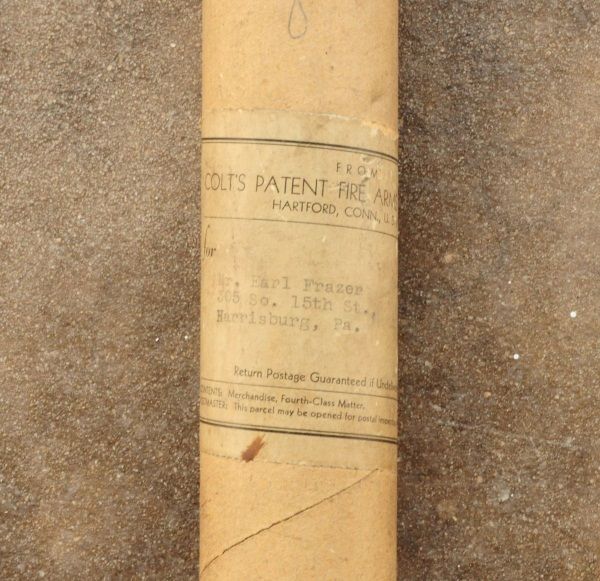 FROM
COLT'S PATENT FIRE ARMS
HARTFORD, CONN., U. S.
for
Mr. Earl Frazer
305 So. 15th St.,
Harrisburg, Pa.
Return Postage Guaranteed if
Merchandise, Fourth-Class Matter.
This parcel may be opened for postal